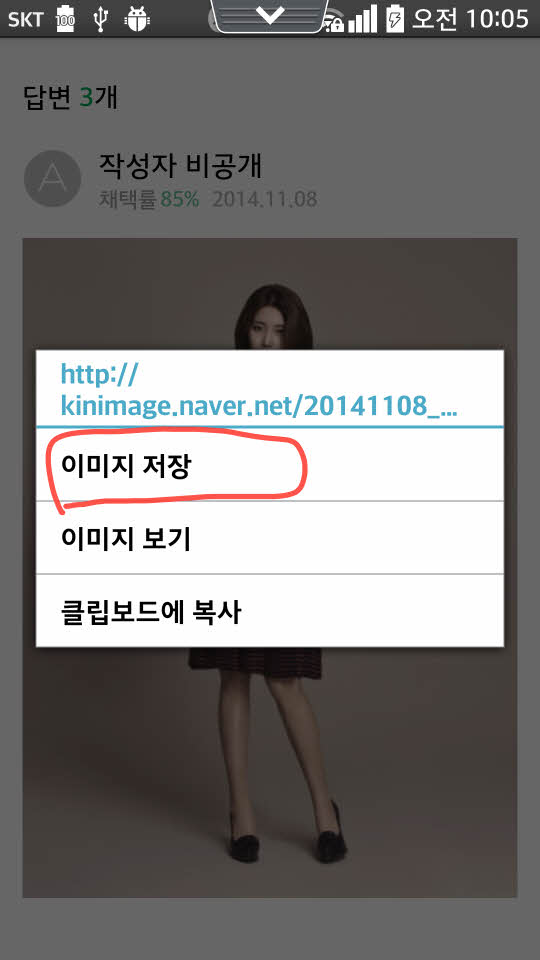 SKT 100 오전 10:05
답변 3개
A 작성자 비공개
채택률 85% 2014.11.08
http://
kinimage.naver.net/20141108_...
이미지 저장
이미지 보기
클립보드에 복사